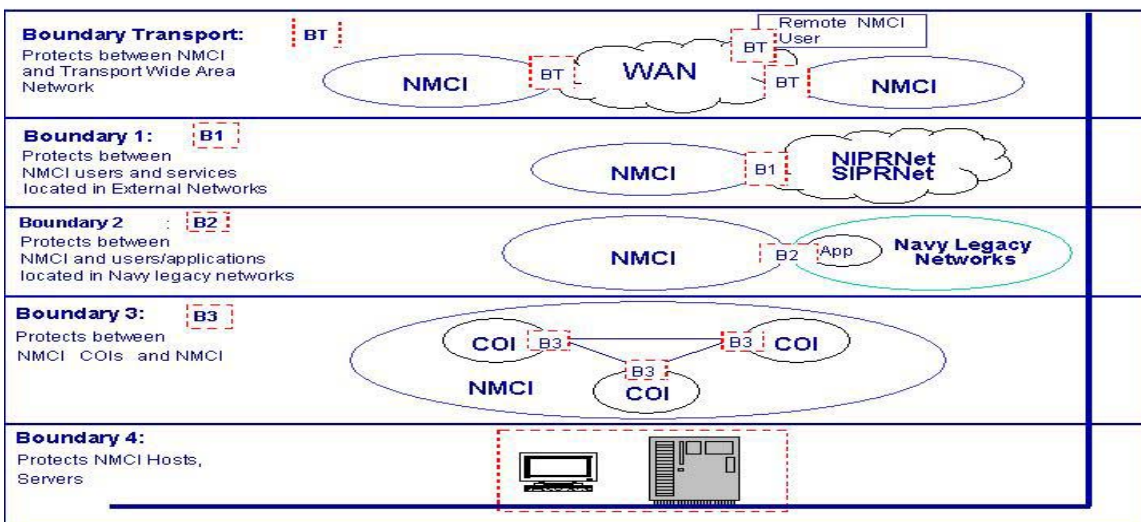 Boundary Transport: BT
Protects between NMCI
and Transport Wide Area
Network
NMCI
BT
WAN
BT
Remote NMCI
User
BT
NMCI
Boundary 1: B1
Protects between
NMCI users and services
located in External Networks
NMCI
B1
NIPRNet
SIPRNet
Boundary 2 : B2
Protects between
NMCI and users/applications
located in Navy legacy networks
NMCI
B2
App
Navy Legacy
Networks
Boundary 3: B3
Protects between
NMCI COIs and NMCI
COI B3
B3 COI
B3
COI
NMCI
Boundary 4:
Protects NMCI Hosts,
Servers